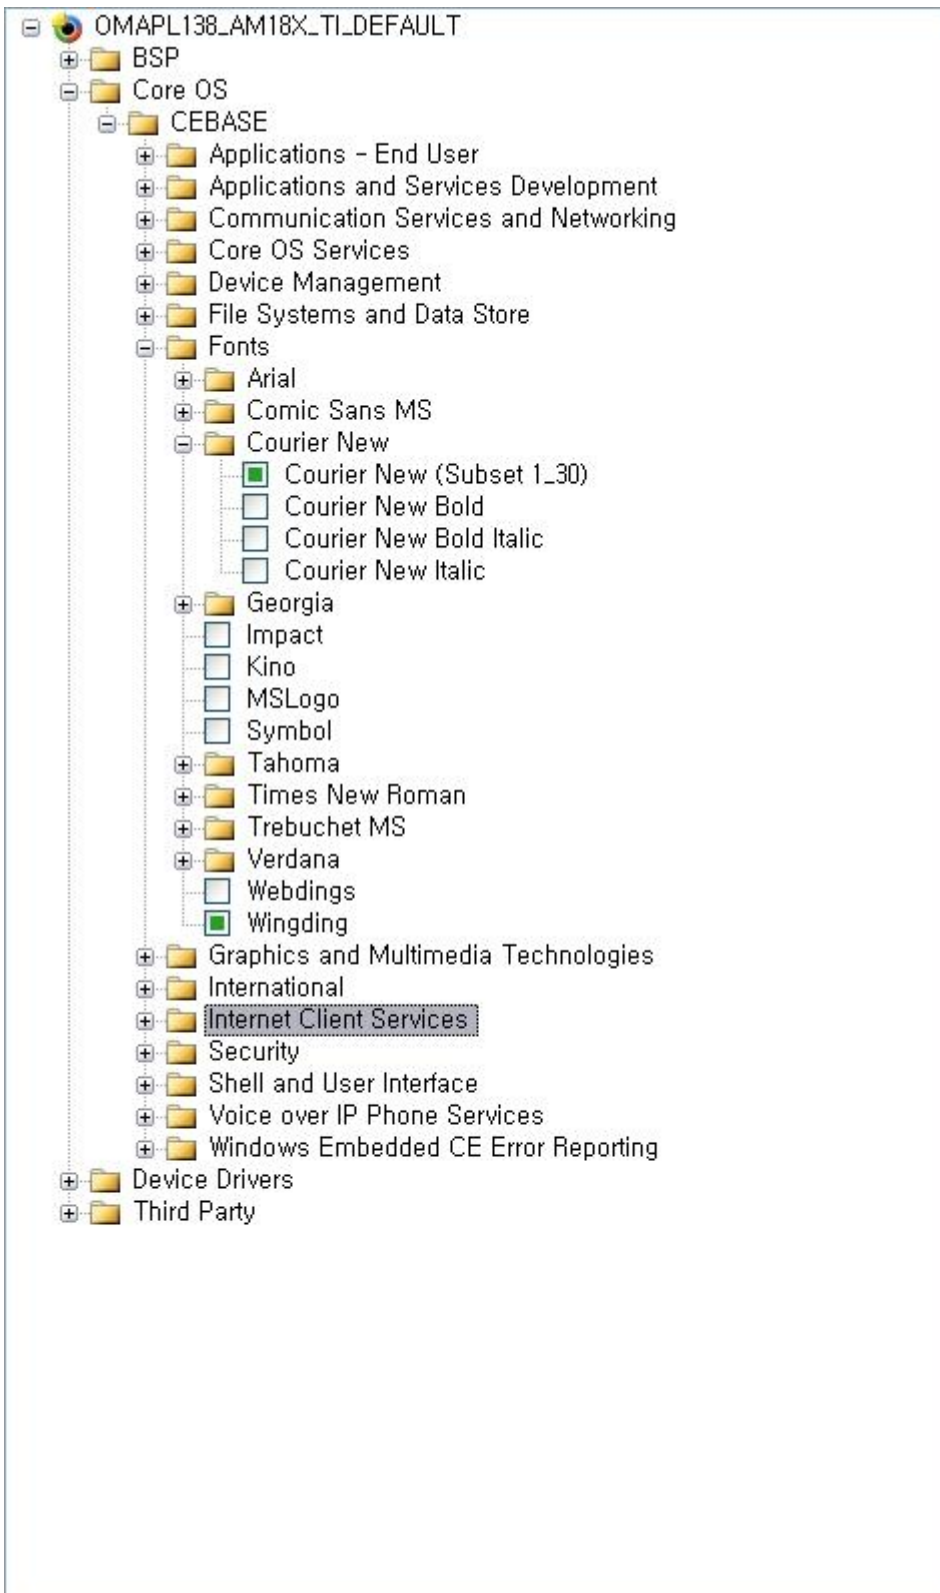 OMAPL138_AM18X_TI_DEFAULT
BSP
Core OS
CEBASE
Applications - End User
Applications and Services Development
Communication Services and Networking
Core OS Services
Device Management
File Systems and Data Store
Fonts
Arial
Comic Sans MS
Courier New
Courier New (Subset 1_30)
Courier New Bold
Courier New Bold Italic
Courier New Italic
Georgia
Impact
Kino
MSLogo
Symbol
Tahoma
Times New Roman
Trebuchet MS
Verdana
Webdings
Wingding
Graphics and Multimedia Technologies
International
Internet Client Services
Security
Shell and User Interface
Voice over IP Phone Services
Windows Embedded CE Error Reporting
Device Drivers
Third Party